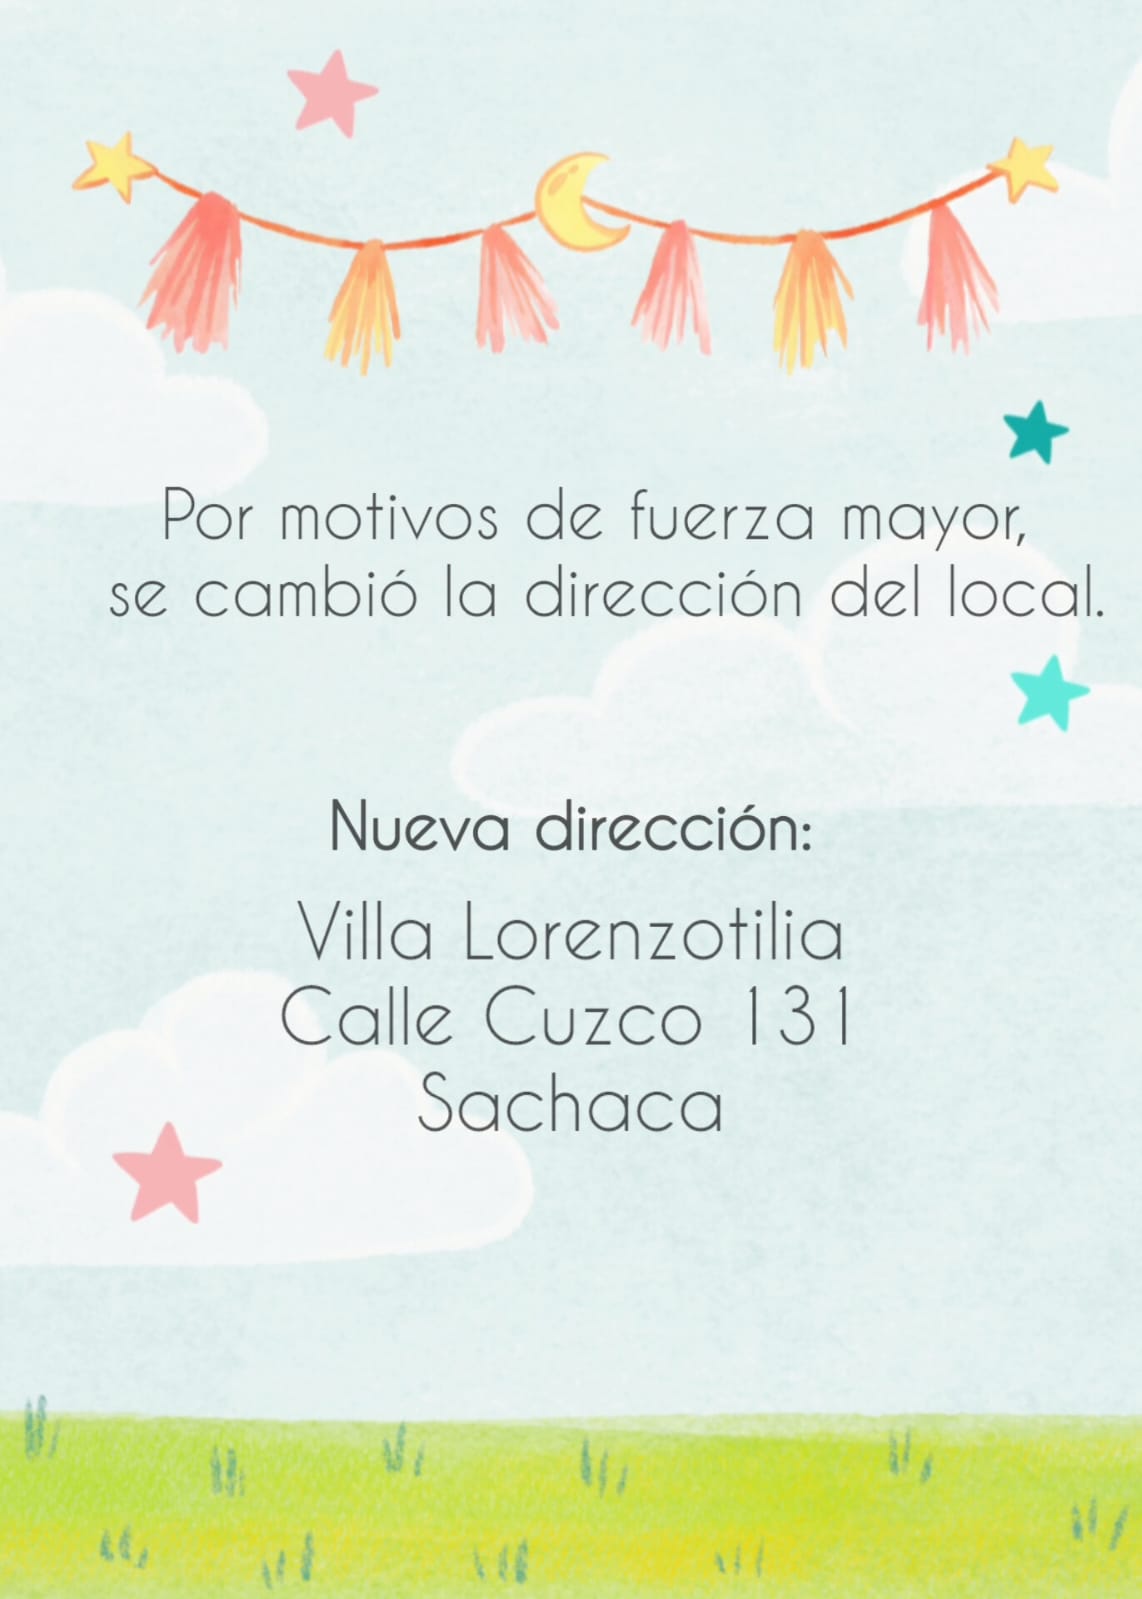 Por motivos de fuerza mayor,
se cambió la dirección del local.
Nueva dirección:
Villa Lorenzotilia
Calle Cuzco 131
Sachaca